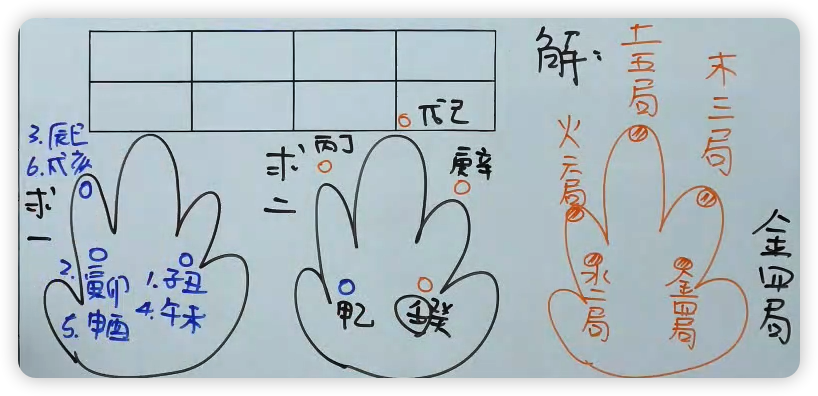 戊己
3.辰巳
6.戌亥
求一
2.寅卯
5.申酉
1.子丑
4.午未
求二
丙丁
庚辛
甲乙
壬癸
解:
土五局
木三局
火六局
水二局
金四局
金四局